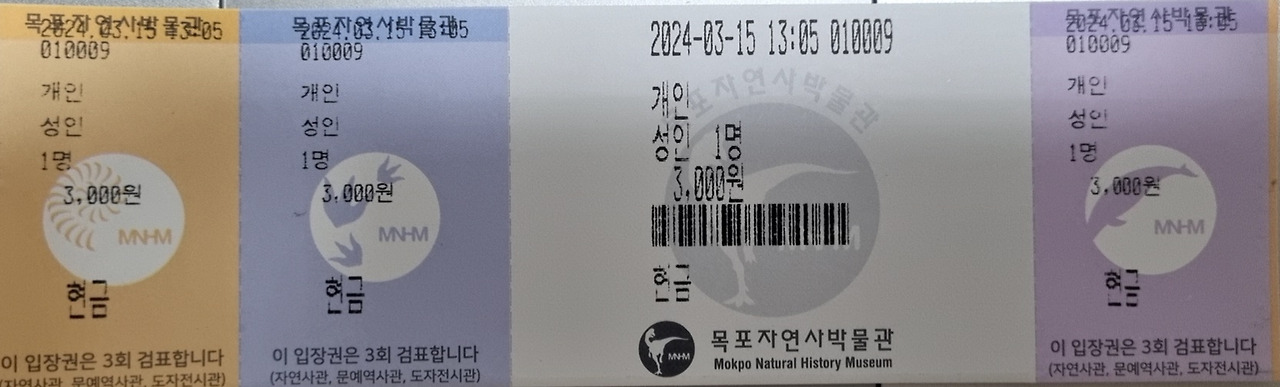 목포자연사박물관
2024.03.15 13:05
010009
개인
성인
1명
3,000원
MNHM
현금
이 입장권은 3회 검표합니다
(자연사관, 문예역사관, 도자전시관)
목포자연사박물관
2024.03.15 13:05
010009
개인
성인
1명
3,000원
MNHM
현금
이 입장권은 3회 검표합니다
(자연사관, 문예역사관, 도자전시관)
2024-03-15 13:05 010009
목포자연사박물관
개인
성인 1명
3,000원
MNHM
현금
MNHM
목포자연사박물관
Mokpo Natural History Museum
목포자연사박물관
2024.03.15 13:05
010009
개인
성인
1명
3,000원
MNHM
현금
이 입장권은 3회 검표합니다
(자연사관, 문예역사관, 도자전시관)